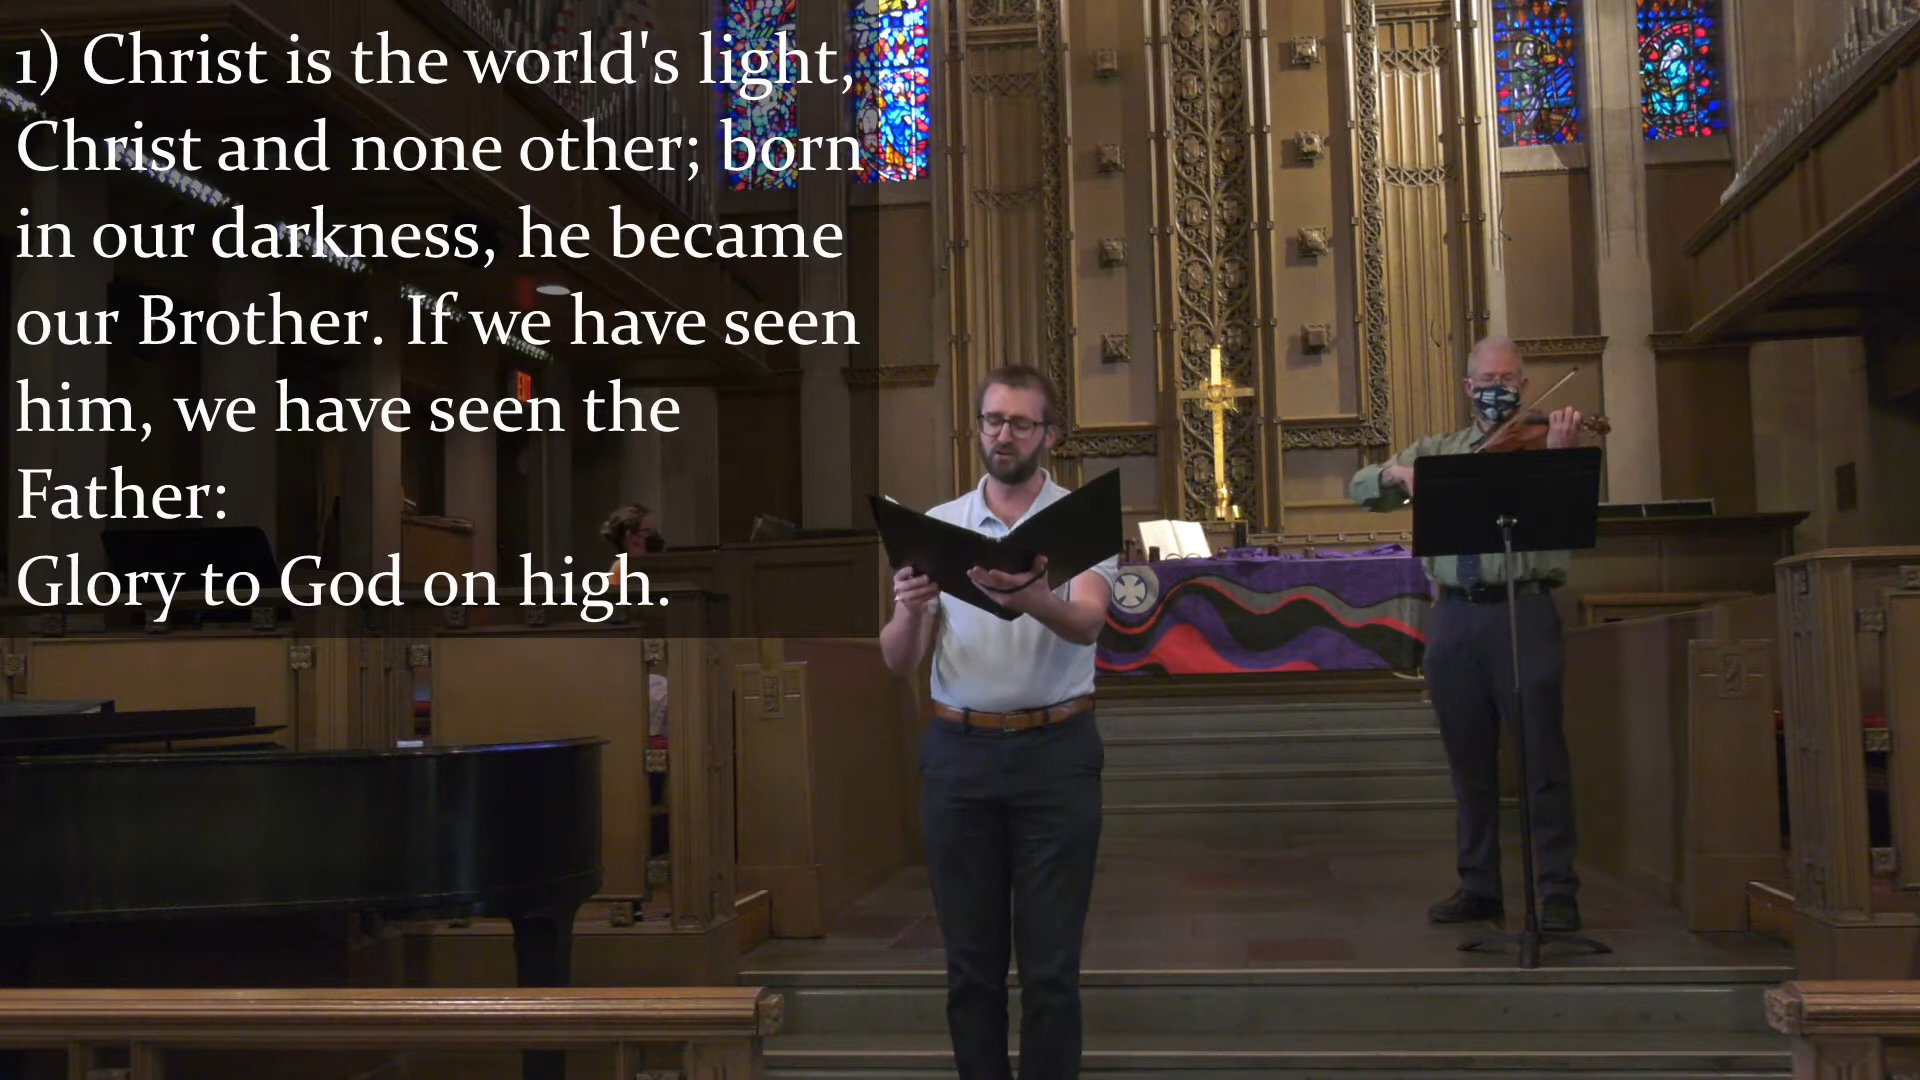 1) Christ is the world's light,
Christ and none other; born
in our darkness, he became
our Brother. If we have seen
him, we have seen the
Father:
Glory to God on high.
EXIT